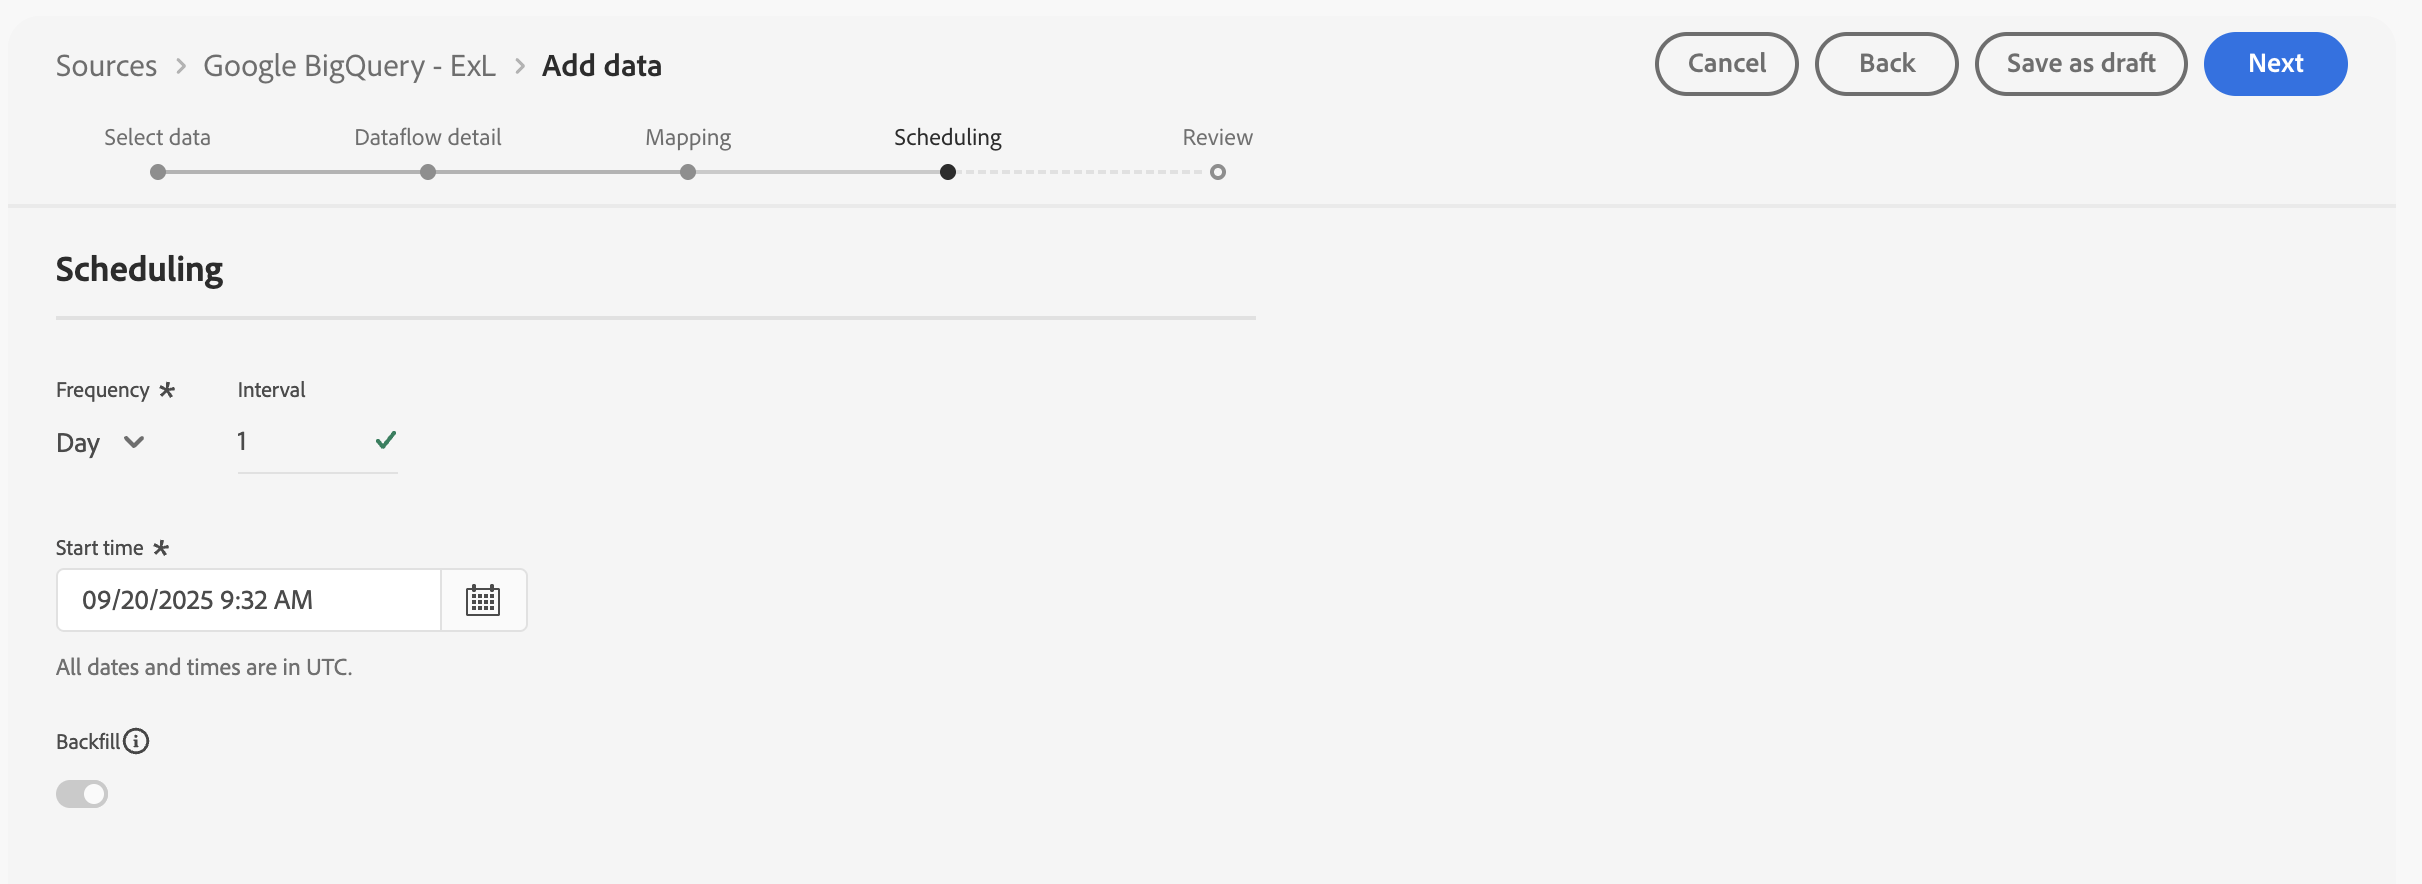 Sources > Google BigQuery - ExL > Add data
Cancel
Back
Save as draft
Next
Select data
Dataflow detail
Mapping
Scheduling
Review
Scheduling
Frequency *
Interval
Day
1
Start time *
09/20/2025 9:32 AM
All dates and times are in UTC.
Backfill